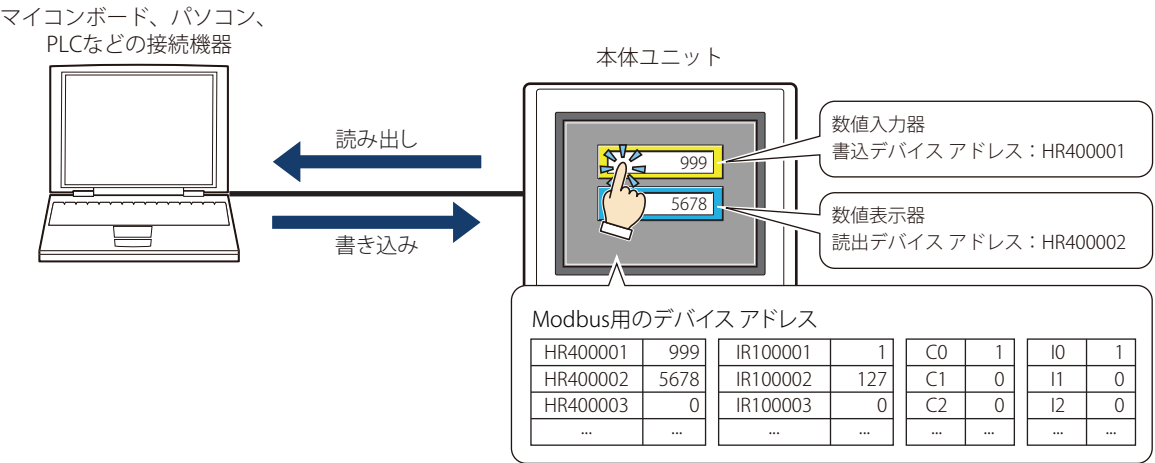 マイコンボード、パソコン、
PLCなどの接続機器
本体ユニット
読み出し
書き込み
999
5678
数値入力器
書込デバイス アドレス：HR400001
数値表示器
読出デバイス アドレス：HR400002
Modbus用のデバイス アドレス
HR400001 999 IR100001 1 C0 1 I0 1
HR400002 5678 IR100002 127 C1 0 I1 0
HR400003 0 IR100003 0 C2 0 I2 0
... ... ... ... ... ... ... ...